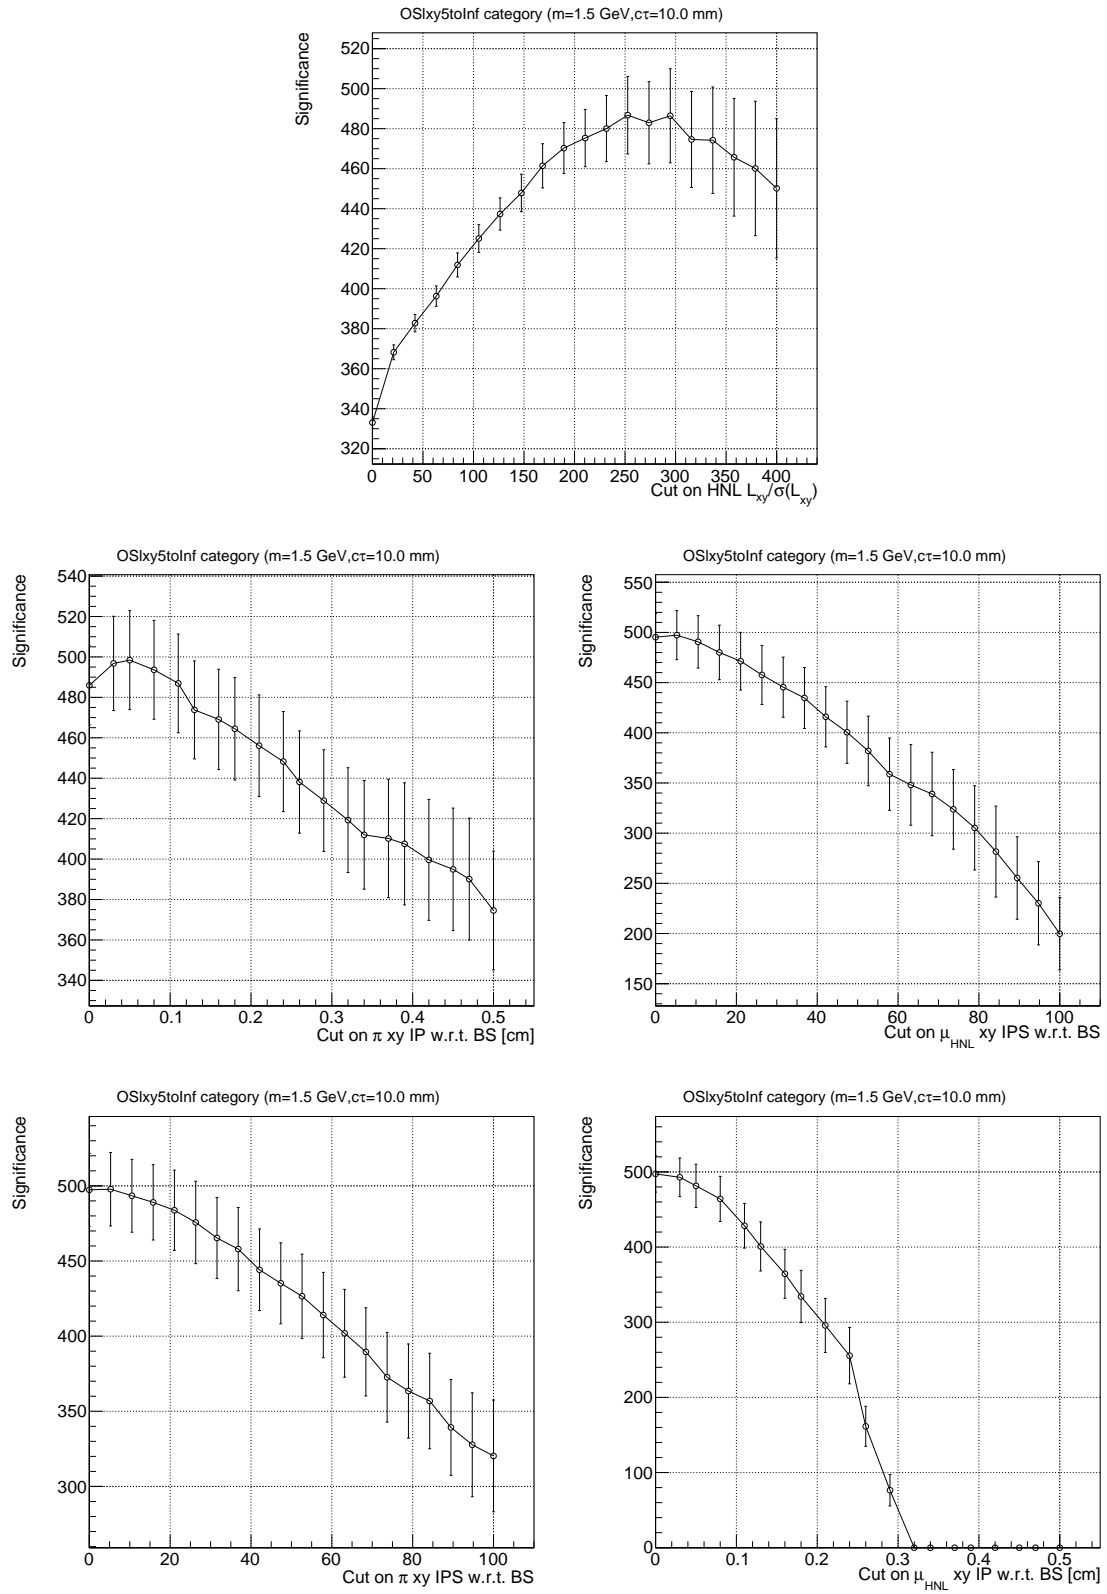 OSlxy5toInf category (m=1.5 GeV,cτ=10.0 mm)
Significance
520
500
480
460
440
420
400
380
360
340
320
0 50 100 150 200 250 300 350 400
Cut on HNL Lxy/σ(Lxy)
OSlxy5toInf category (m=1.5 GeV,cτ=10.0 mm)
Significance
540
520
500
480
460
440
420
400
380
360
340
0 0.1 0.2 0.3 0.4 0.5
Cut on π xy IP w.r.t. BS [cm]
OSlxy5toInf category (m=1.5 GeV,cτ=10.0 mm)
Significance
550
500
450
400
350
300
250
200
150
0 20 40 60 80 100
Cut on μHNL xy IPS w.r.t. BS
OSlxy5toInf category (m=1.5 GeV,cτ=10.0 mm)
Significance
500
450
400
350
300
0 20 40 60 80 100
Cut on π xy IPS w.r.t. BS
OSlxy5toInf category (m=1.5 GeV,cτ=10.0 mm)
Significance
500
400
300
200
100
0
0 0.1 0.2 0.3 0.4 0.5
Cut on μHNL xy IP w.r.t. BS [cm]